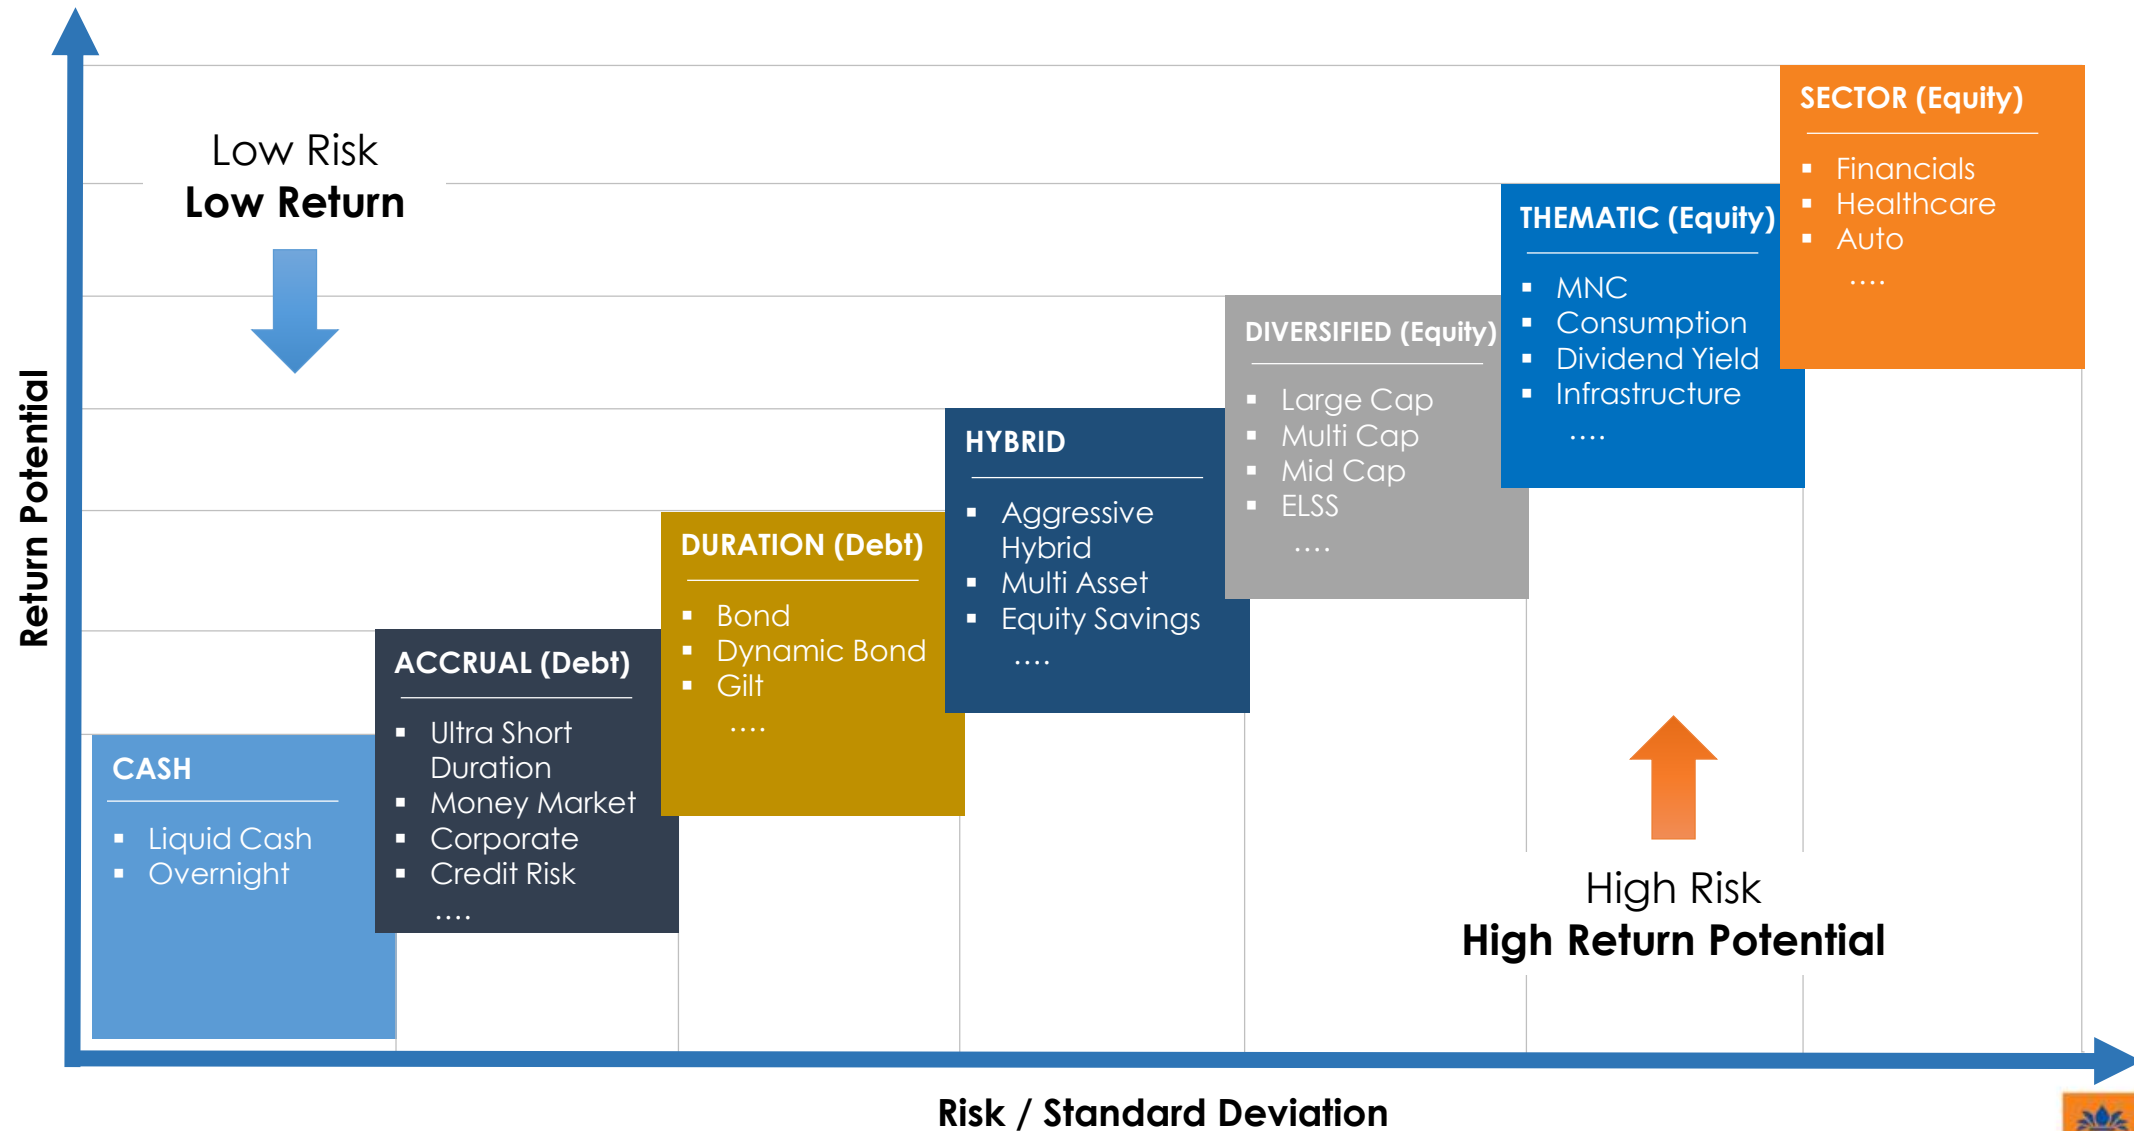 Return Potential
Low Risk
Low Return
CASH
▪ Liquid Cash
▪ Overnight
ACCRUAL (Debt)
▪ Ultra Short
Duration
▪ Money Market
▪ Corporate
▪ Credit Risk
....
DURATION (Debt)
▪ Bond
▪ Dynamic Bond
▪ Gilt
....
HYBRID
▪ Aggressive
Hybrid
▪ Multi Asset
▪ Equity Savings
....
DIVERSIFIED (Equity)
▪ Large Cap
▪ Multi Cap
▪ Mid Cap
▪ ELSS
....
THEMATIC (Equity)
▪ MNC
▪ Consumption
▪ Dividend Yield
▪ Infrastructure
....
SECTOR (Equity)
▪ Financials
▪ Healthcare
▪ Auto
....
High Risk
High Return Potential
Risk / Standard Deviation